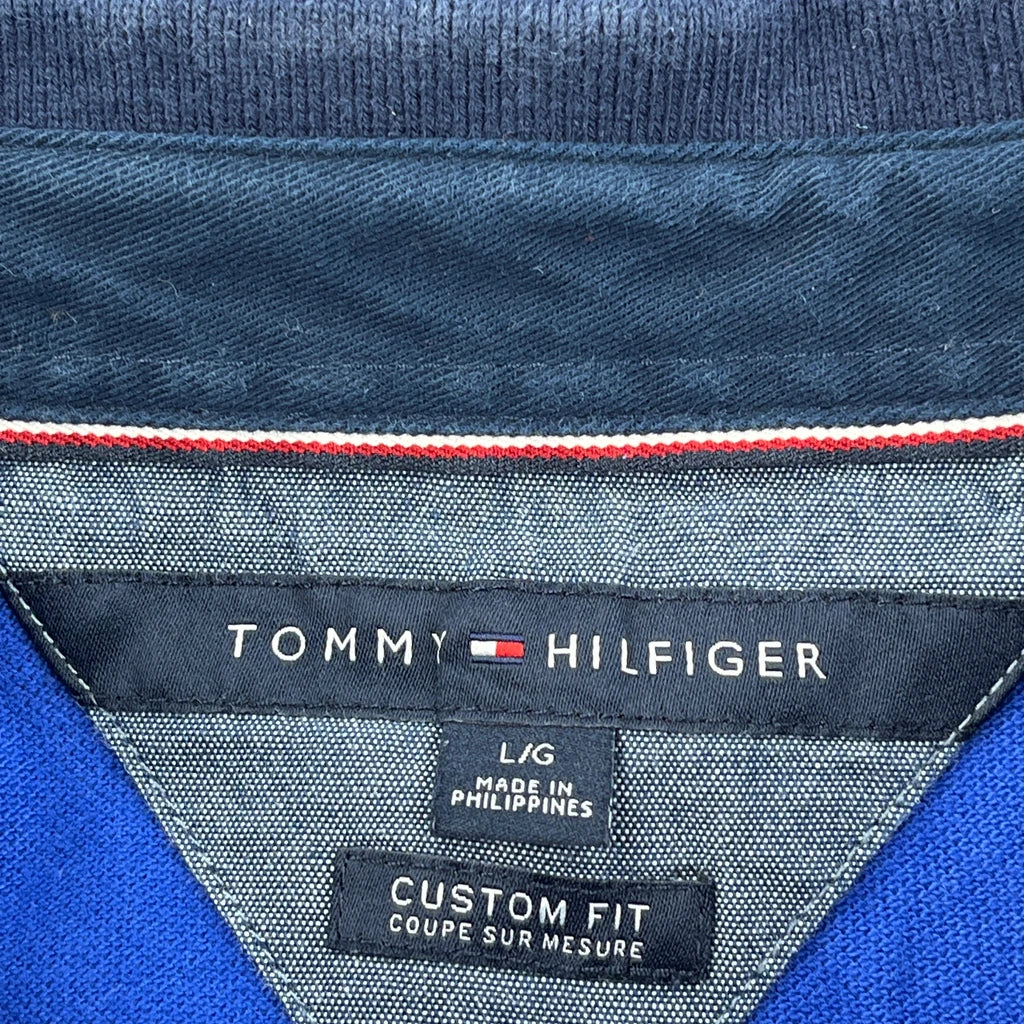 TOMMY HILFIGER
L/G
MADE IN
PHILIPPINES
CUSTOM FIT
COUPE SUR MESURE